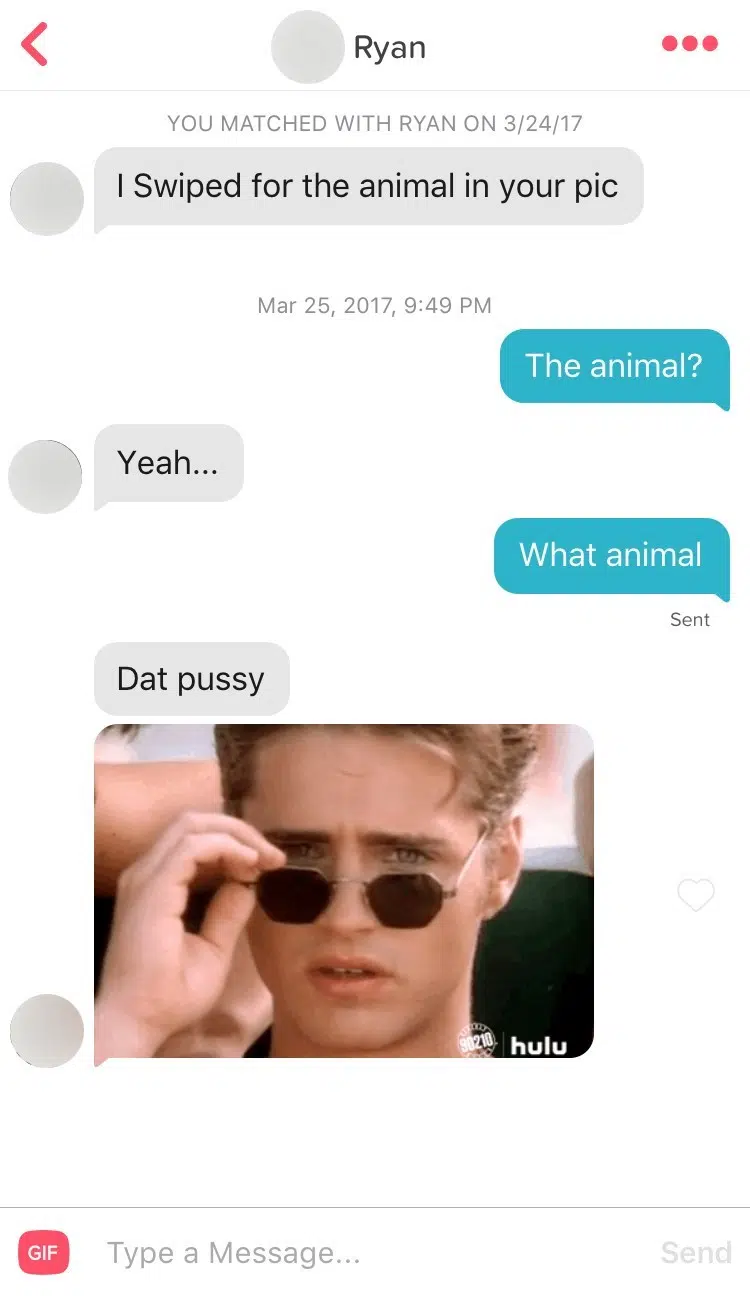 Ryan
YOU MATCHED WITH RYAN ON 3/24/17
I Swiped for the animal in your pic
Mar 25, 2017, 9:49 PM
The animal?
Yeah...
What animal
Sent
Dat pussy
90210
hulu
GIF
Type a Message...
Send